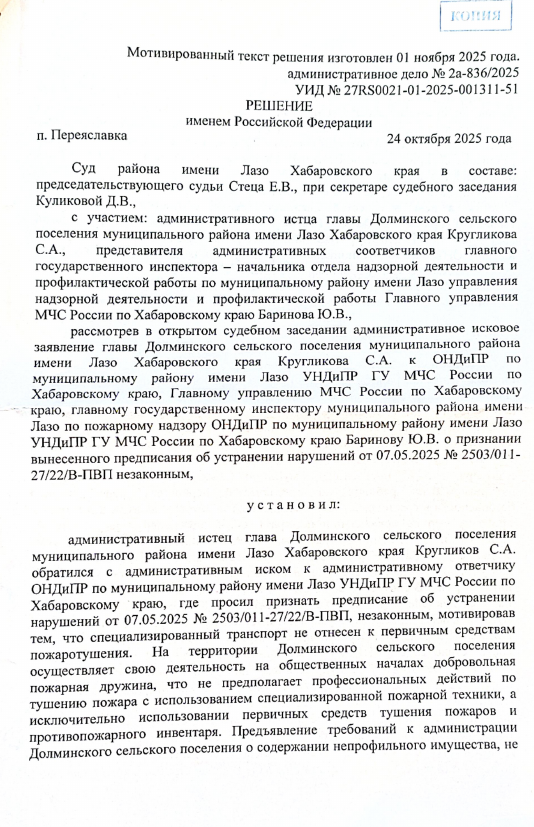 КОПИЯ
Мотивированный текст решения изготовлен 01 ноября 2025 года.
административное дело № 2а-836/2025
УИД № 27RS0021-01-2025-001311-51
РЕШЕНИЕ
именем Российской Федерации
п. Переяславка 24 октября 2025 года
Суд района имени Лазо Хабаровского края в составе:
председательствующего судьи Стеца Е.В., при секретаре судебного заседания
Куликовой Д.В.,
с участием: административного истца главы Долминского сельского
поселения муниципального района имени Лазо Хабаровского края Кругликова
С.А., представителя административных соответчиков главного
государственного инспектора – начальника отдела надзорной деятельности и
профилактической работы по муниципальному району имени Лазо управления
надзорной деятельности и профилактической работы Главного управления
МЧС России по Хабаровскому краю Баринова Ю.В.,
рассмотрев в открытом судебном заседании административное исковое
заявление главы Долминского сельского поселения муниципального района
имени Лазо Хабаровского края Кругликова С.А. к ОНДиПР по
муниципальному району имени Лазо УНДиПР ГУ МЧС России по
Хабаровскому краю, Главному управлению МЧС России по Хабаровскому
краю, главному государственному инспектору муниципального района имени
Лазо по пожарному надзору ОНДиПР по муниципальному району имени Лазо
УНДиПР ГУ МЧС России по Хабаровскому краю Баринову Ю.В. о признании
вынесенного предписания об устранении нарушений от 07.05.2025 № 2503/011-
27/22/В-ПВП незаконным,
установил:
административный истец глава Долминского сельского поселения
муниципального района имени Лазо Хабаровского края Кругликов С.А.
обратился с административным иском к административному ответчику
ОНДиПР по муниципальному району имени Лазо УНДиПР ГУ МЧС России по
Хабаровскому краю, где просил признать предписание об устранении
нарушений от 07.05.2025 № 2503/011-27/22/В-ПВП, незаконным, мотивировав
тем, что специализированный транспорт не отнесен к первичным средствам
пожаротушения. На территории Долминского сельского поселения
осуществляет свою деятельность на общественных началах добровольная
пожарная дружина, что не предполагает профессиональных действий по
тушению пожара с использованием специализированной пожарной техники, а
исключительно использовании первичных средств тушения пожаров и
противопожарного инвентаря. Предъявление требований к администрации
Долминского сельского поселения о содержании непрофильного имущества, не